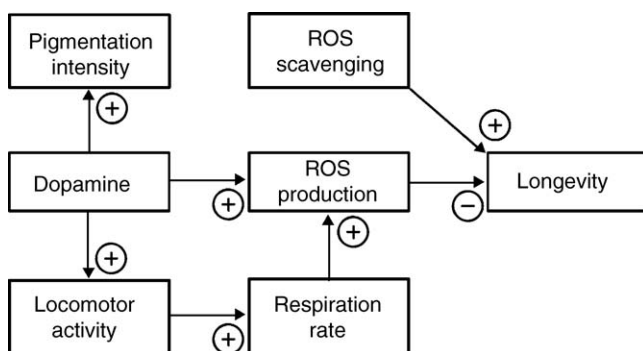 Pigmentation
intensity
ROS
scavenging
+
+
Dopamine
ROS
production
Longevity
+
−
+
+
Locomotor
activity
Respiration
rate
+